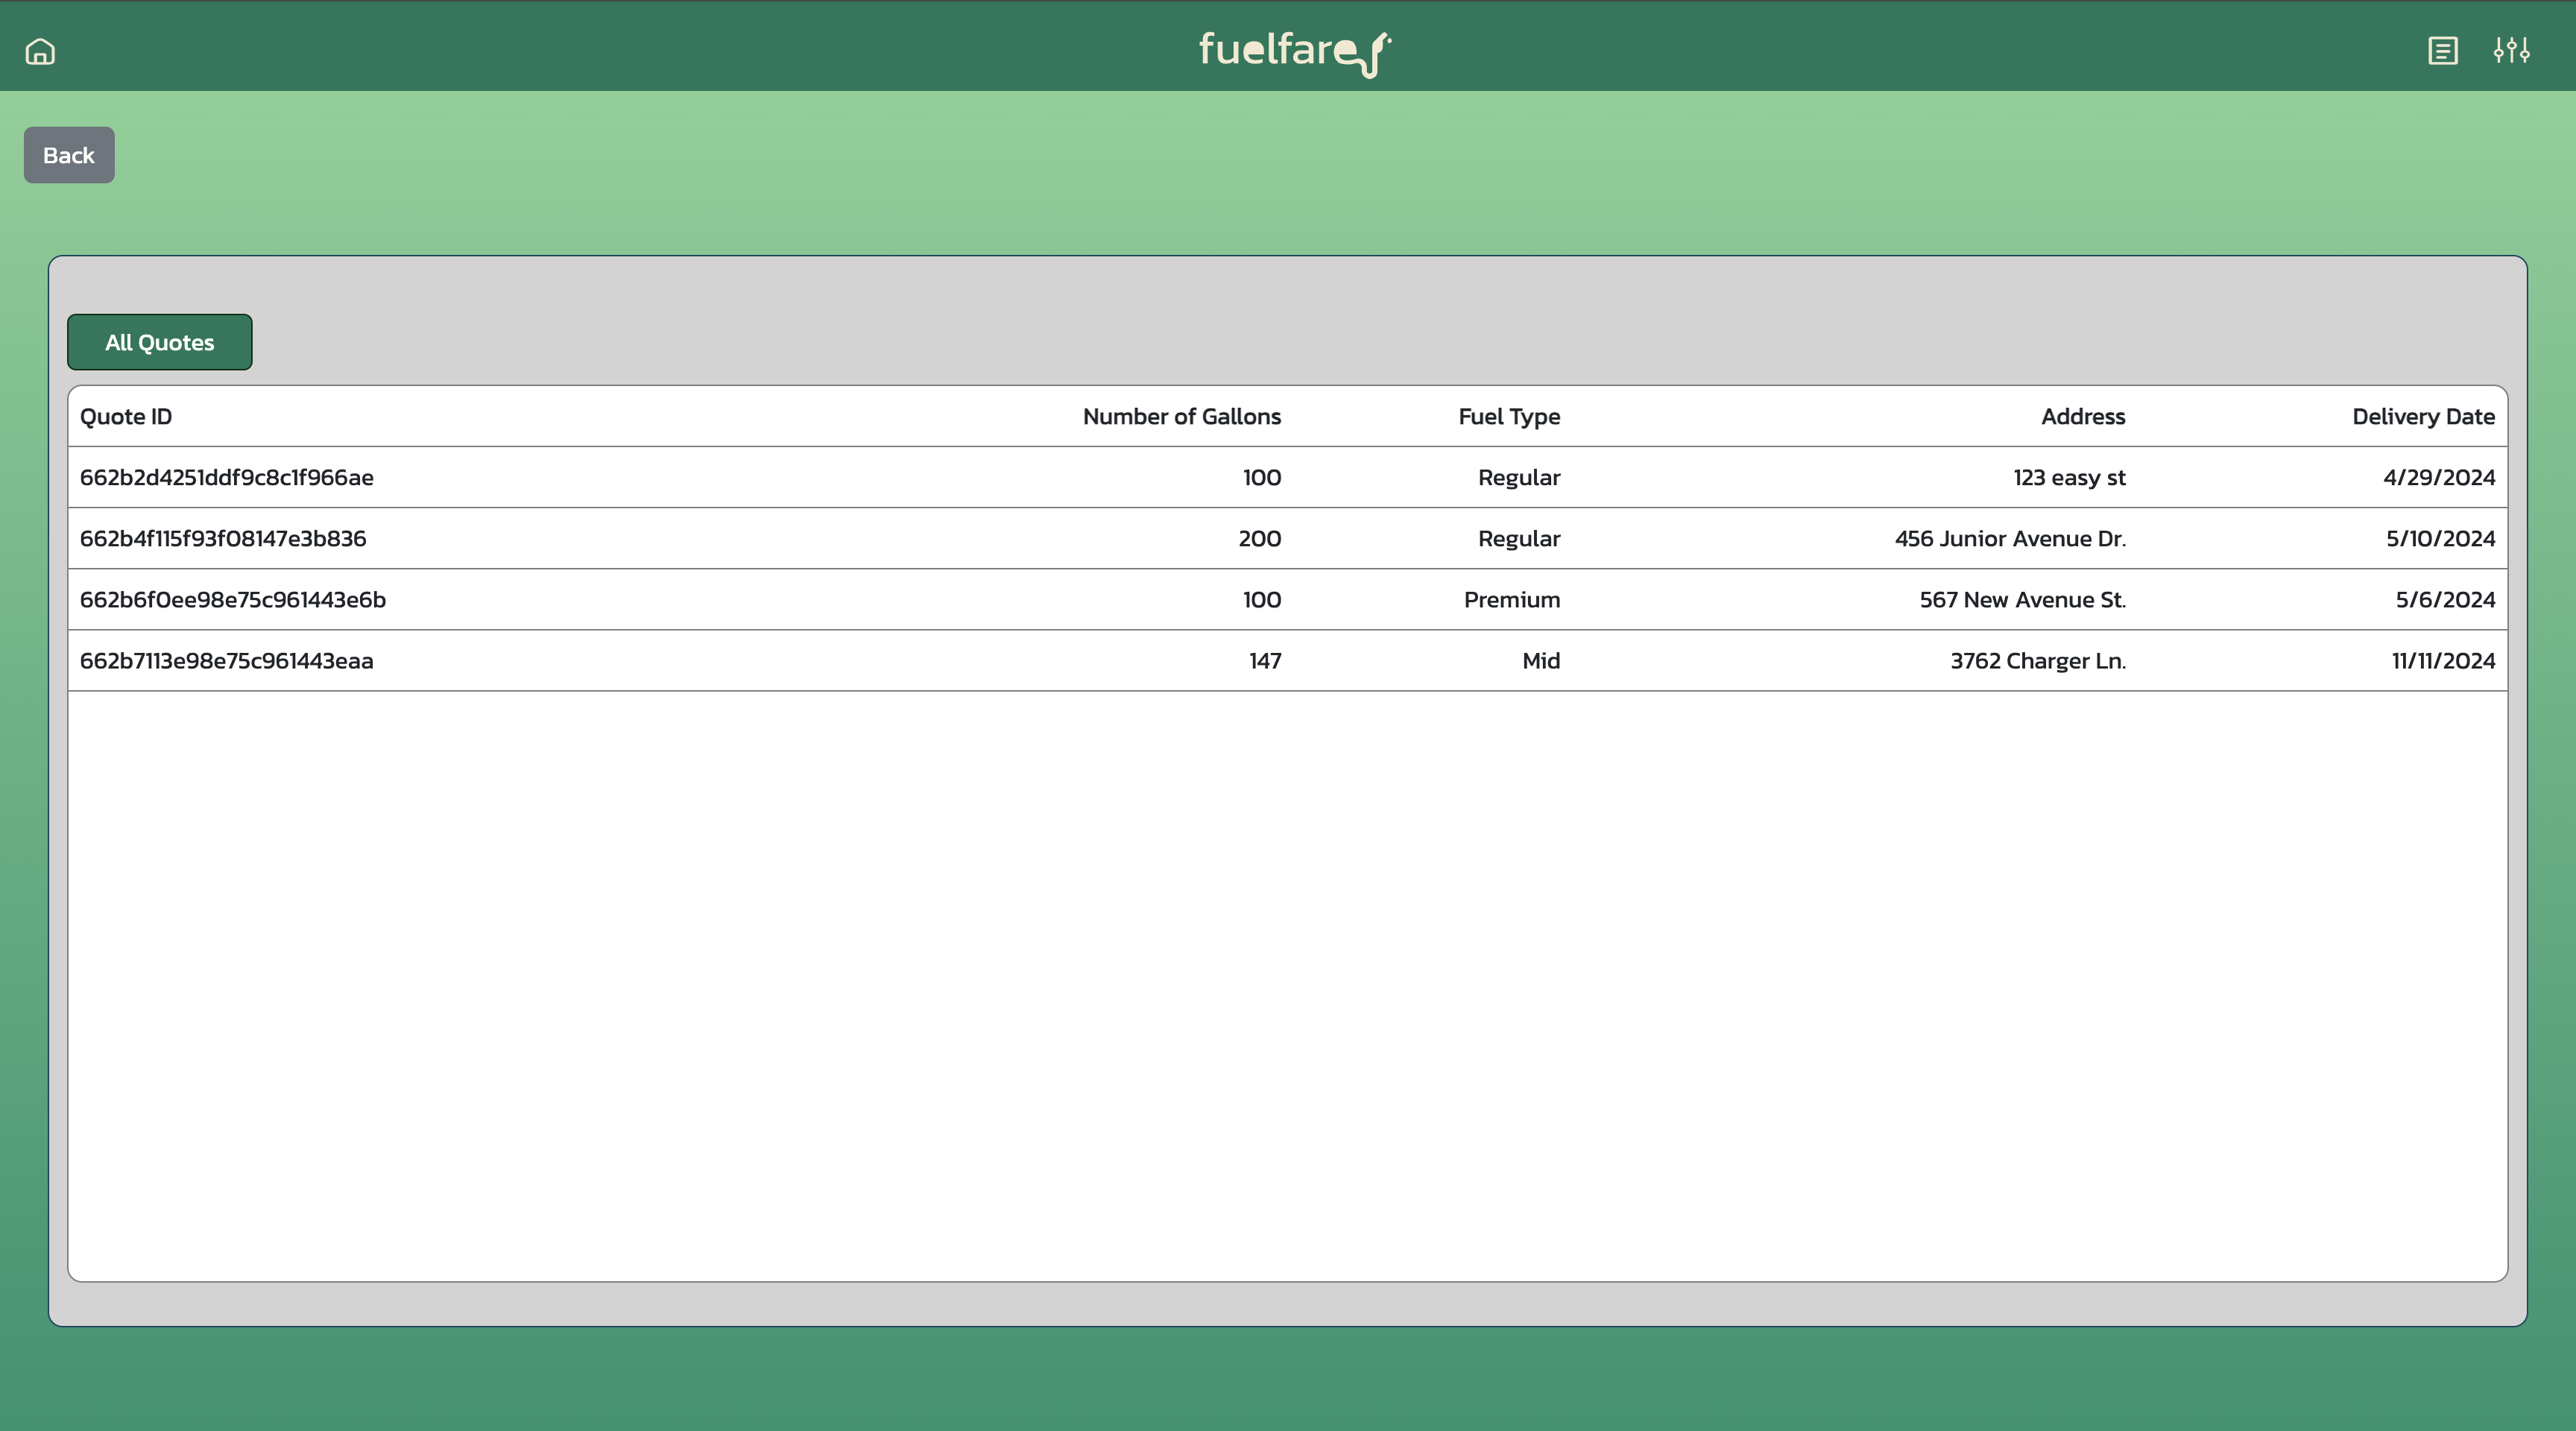 fuelfare
Back
All Quotes
Quote ID Number of Gallons Fuel Type Address Delivery Date
662b2d4251ddf9c8c1f966ae 100 Regular 123 easy st 4/29/2024
662b4f115f93f08147e3b836 200 Regular 456 Junior Avenue Dr. 5/10/2024
662b6f0ee98e75c961443e6b 100 Premium 567 New Avenue St. 5/6/2024
662b7113e98e75c961443eaa 147 Mid 3762 Charger Ln. 11/11/2024